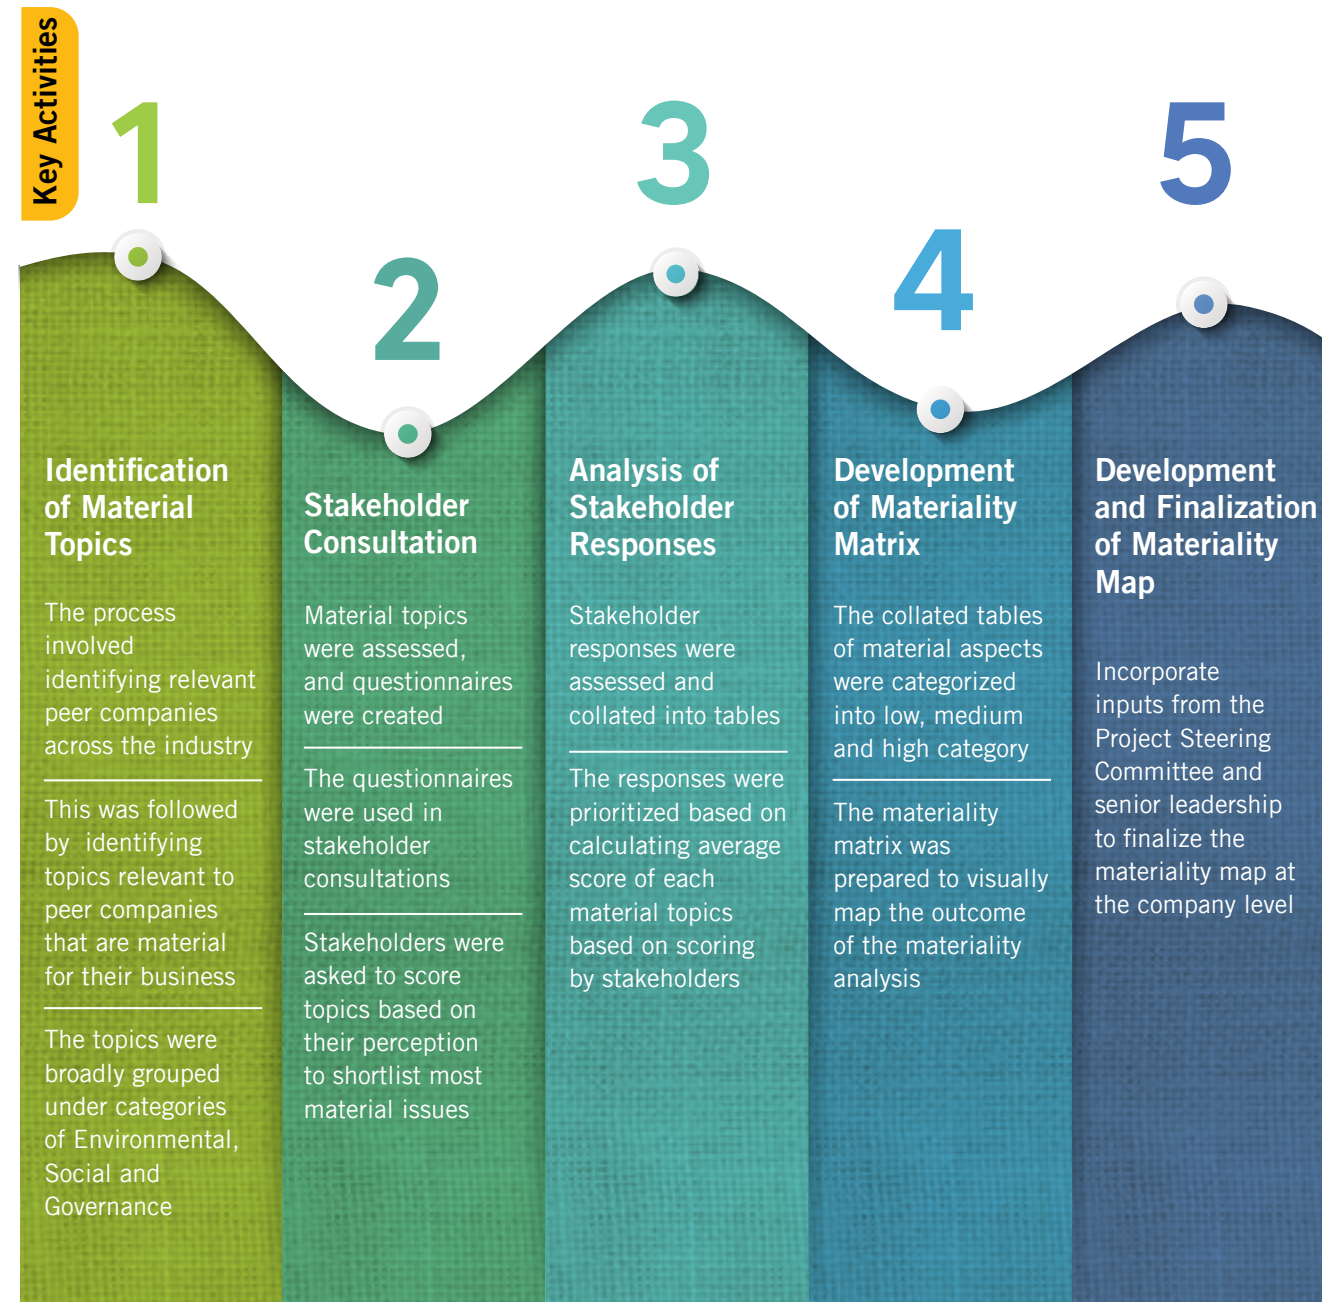 Key Activities
1
Identification
of Material
Topics
The process
involved
identifying relevant
peer companies
across the industry
This was followed
by identifying
topics relevant to
peer companies
that are material
for their business
The topics were
broadly grouped
under categories
of Environmental,
Social and
Governance
2
Stakeholder
Consultation
Material topics
were assessed,
and questionnaires
were created
The questionnaires
were used in
stakeholder
consultations
Stakeholders were
asked to score
topics based on
their perception
to shortlist most
material issues
3
Analysis of
Stakeholder
Responses
Stakeholder
responses were
assessed and
collated into tables
The responses were
prioritized based on
calculating average
score of each
material topics
based on scoring
by stakeholders
4
Development
of Materiality
Matrix
The collated tables
of material aspects
were categorized
into low, medium
and high category
The materiality
matrix was
prepared to visually
map the outcome
of the materiality
analysis
5
Development
and Finalization
of Materiality
Map
Incorporate
inputs from the
Project Steering
Committee and
senior leadership
to finalize the
materiality map at
the company level